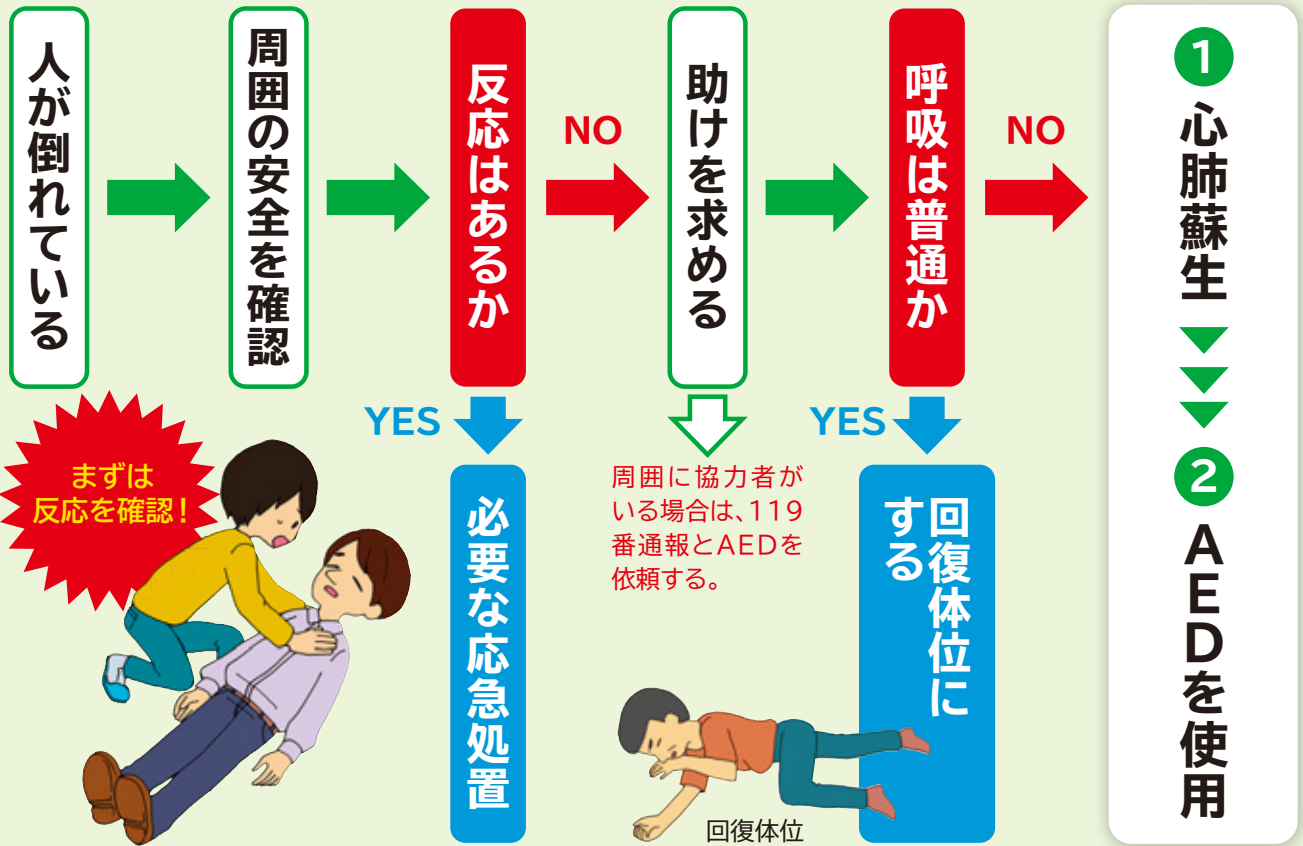 人が倒れている
周囲の安全を確認
反応はあるか
NO
助けを求める
呼吸は普通か
NO
YES
必要な応急処置
周囲に協力者が
いる場合は、119
番通報とAEDを
依頼する。
YES
回復体位に
する
❶心肺蘇生
❷AEDを使用
まずは
反応を確認!
回復体位